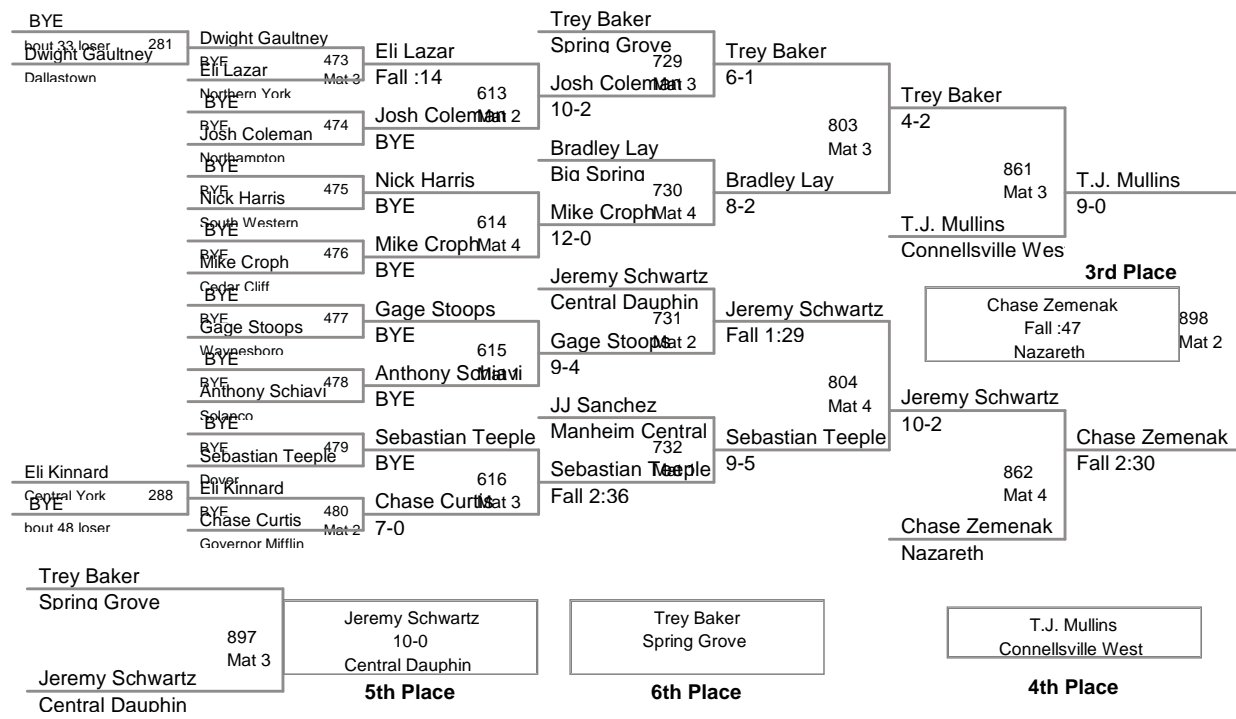 BYE
bout 33 loser 281
Dwight Gaultney
Dallastown
Eli Kinnard
Central York 288
BYE
bout 48 loser
Dwight Gaultney
BYE 473
Eli Lazar Mat 3
Northern York
BYE
BYE 474
Josh Coleman
Northampton
BYE
BYE 475
Nick Harris
South Western
BYE
BYE 476
Mike Croph
Cedar Cliff
BYE
BYE 477
Gage Stoops
Waynesboro
BYE
BYE 478
Anthony Schiavi
Solanco
BYE
BYE 479
Sebastian Teeple
Dover
Eli Kinnard
BYE 480
Chase Curtis Mat 2
Governor Mifflin
Eli Lazar
Fall :14
613
Mat 2
Josh Coleman
BYE
Nick Harris
BYE
614
Mat 4
Mike Croph
BYE
Gage Stoops
BYE
615
Anthony Schiavi
BYE
Sebastian Teeple
BYE
616
Mat 3
Chase Curtis
7-0
Trey Baker
Spring Grove
729
Mat 3
Josh Coleman
10-2
Bradley Lay
Big Spring
730
Mat 4
Mike Croph
12-0
Jeremy Schwartz
Central Dauphin
731
Mat 2
Gage Stoops
9-4
JJ Sanchez
Manheim Central
732
Sebastian Teeple
Fall 2:36
Trey Baker
6-1
803
Mat 3
Bradley Lay
8-2
Jeremy Schwartz
Fall 1:29
804
Mat 4
Sebastian Teeple
9-5
Trey Baker
4-2
861
Mat 3
T.J. Mullins
Connellsville Wes
Jeremy Schwartz
10-2
862
Mat 4
Chase Zemenak
Nazareth
T.J. Mullins
9-0
3rd Place
Chase Zemenak
Fall :47
Nazareth
898
Mat 2
Chase Zemenak
Fall 2:30
Trey Baker
Spring Grove
897
Mat 3
Jeremy Schwartz
Central Dauphin
Jeremy Schwartz
10-0
Central Dauphin
5th Place
Trey Baker
Spring Grove
6th Place
T.J. Mullins
Connellsville West
4th Place